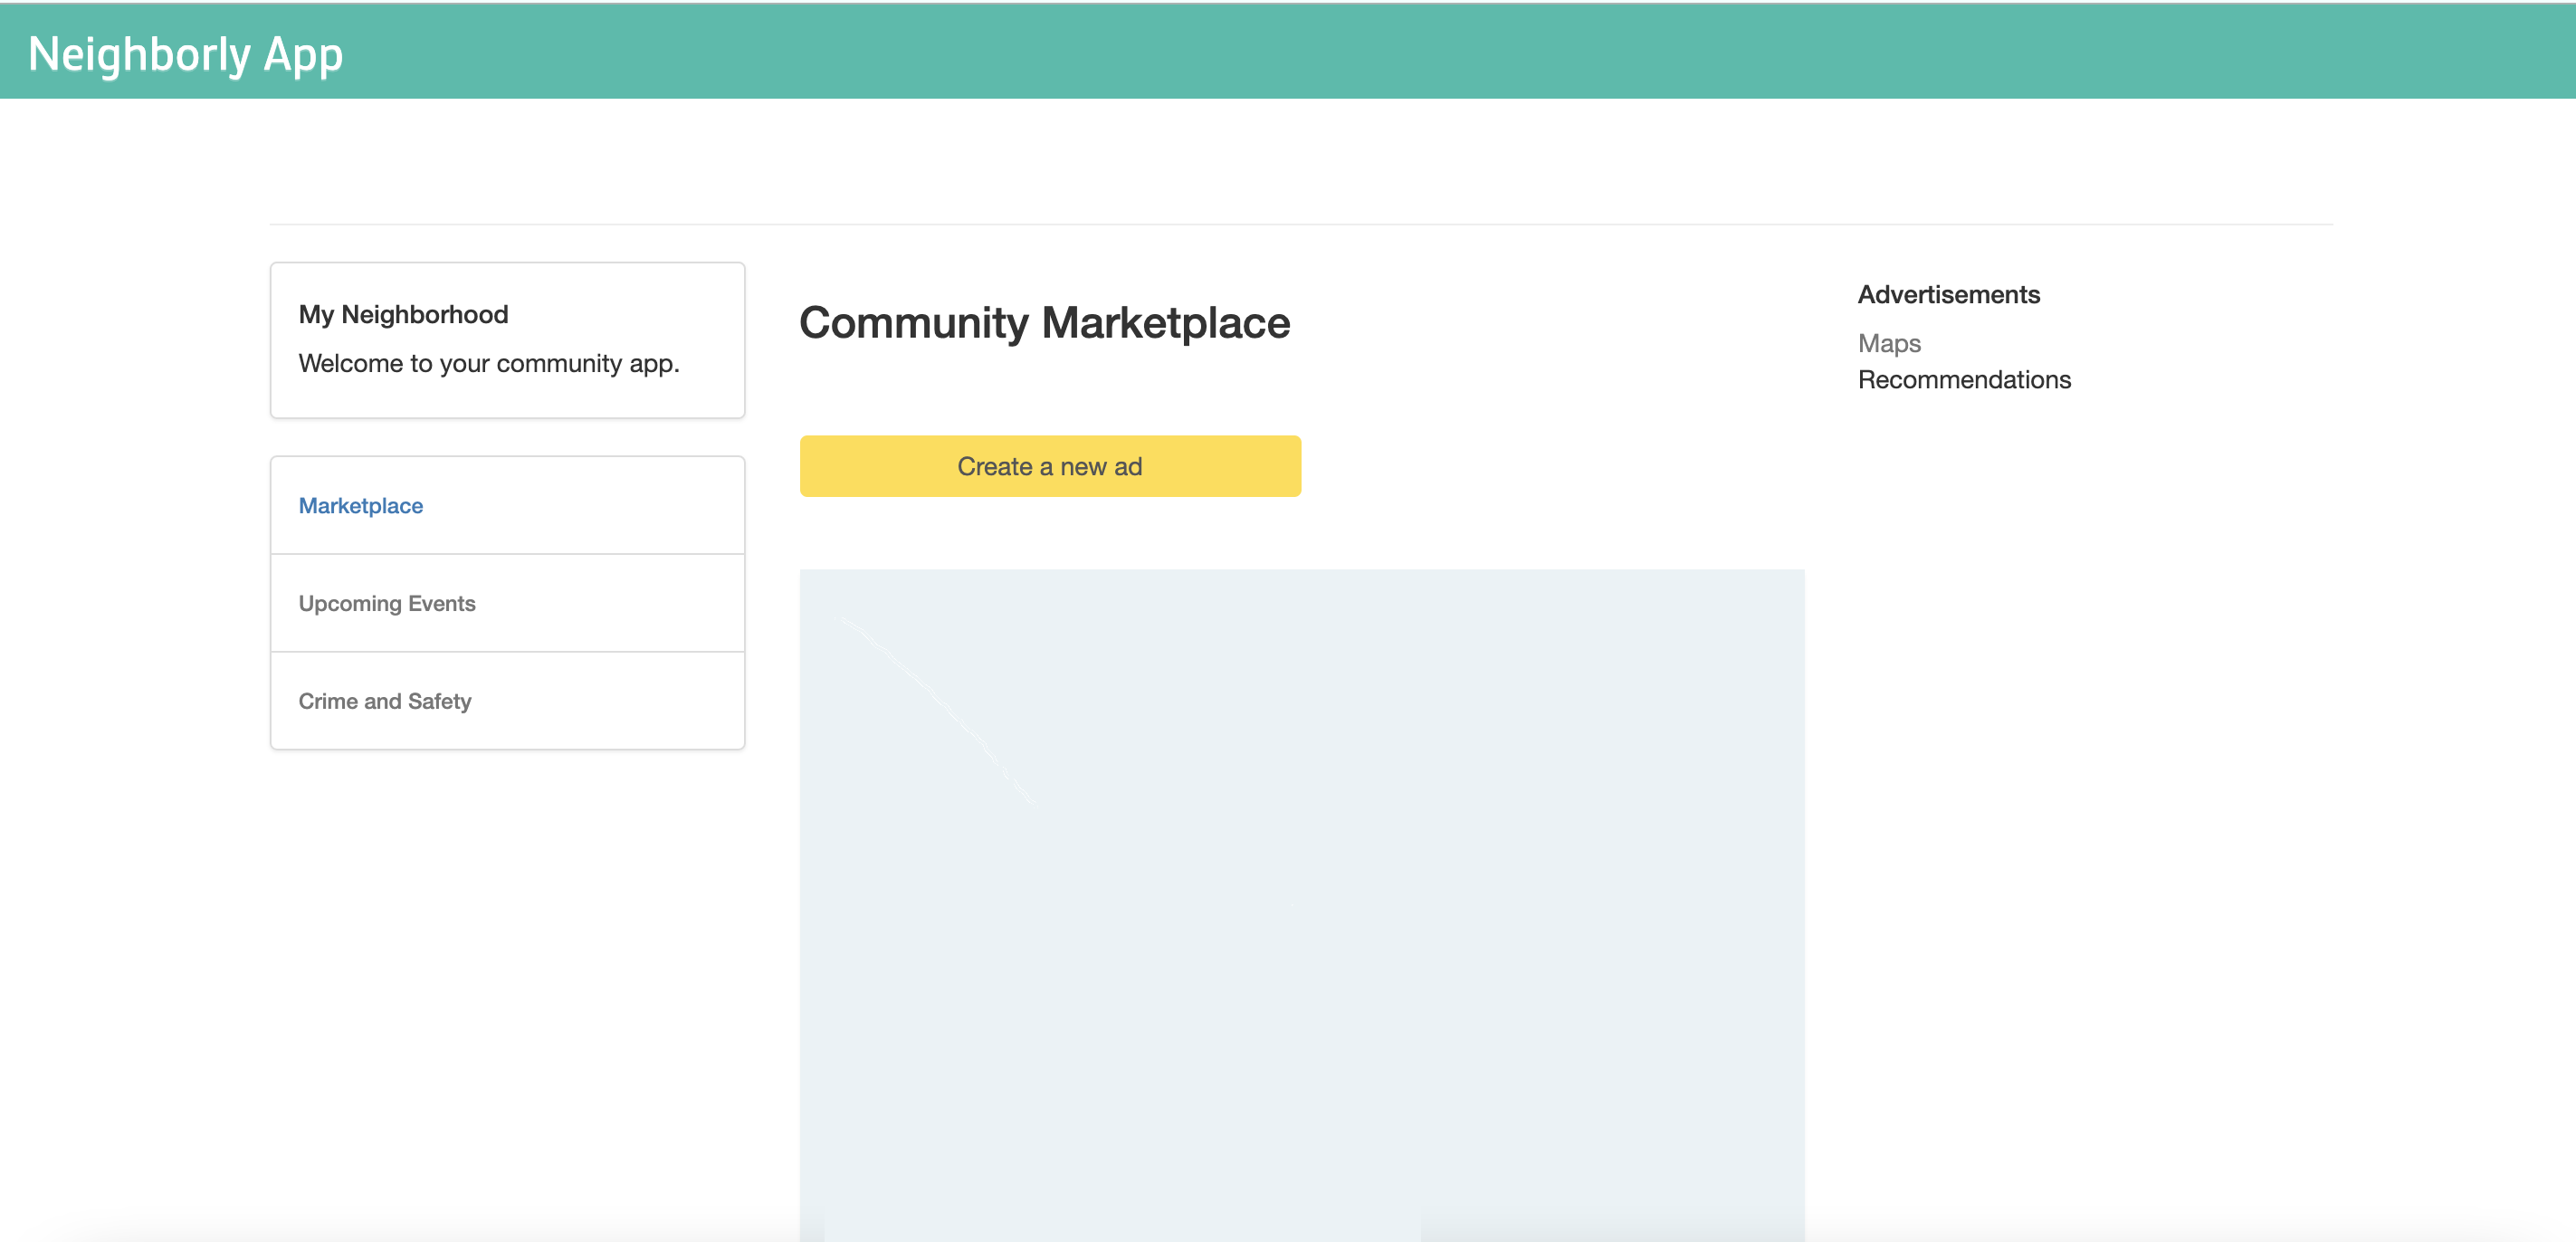 Neighborly App
My Neighborhood
Welcome to your community app.
Marketplace
Upcoming Events
Crime and Safety
Community Marketplace
Create a new ad
Advertisements
Maps
Recommendations